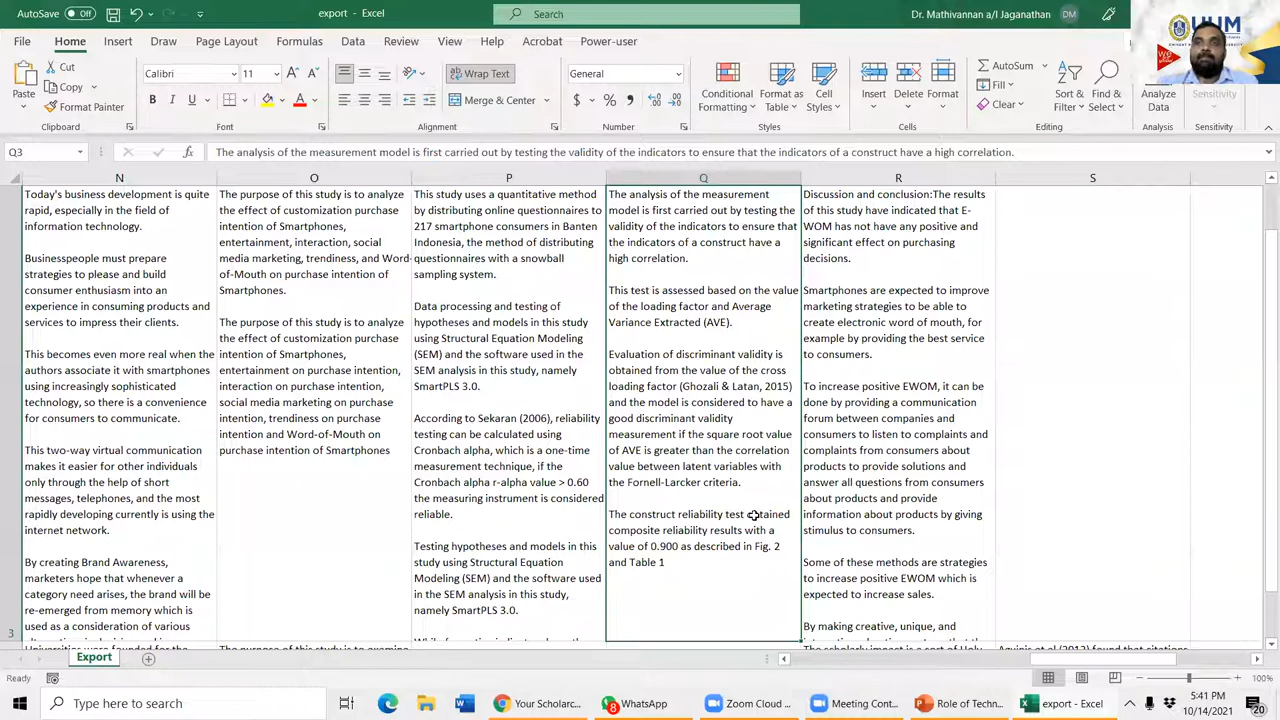 AutoSave Off
export - Excel
Search
Dr. Mathivannan a/l Jaganathan DM
UUM
File Home Insert Draw Page Layout Formulas Data Review View Help Acrobat Power-user
Paste
Cut
Copy
Format Painter
Clipboard
Calibri 11
B I U
Font
Wrap Text
Merge & Center
Alignment
General
$ % 9
Number
Conditional Formatting
Format as Table
Cell Styles
Styles
Insert Delete Format
Cells
AutoSum
Fill
Clear
Sort & Filter
Find & Select
Editing
Analyze Data
Analysis
Sensitivity
Sensitivity
Q3
fx The analysis of the measurement model is first carried out by testing the validity of the indicators to ensure that the indicators of a construct have a high correlation.
N O P Q R S
Today's business development is quite
rapid, especially in the field of
information technology.
Businesspeople must prepare
strategies to please and build
consumer enthusiasm into an
experience in consuming products and
services to impress their clients.
This becomes even more real when the
authors associate it with smartphones
using increasingly sophisticated
technology, so there is a convenience
for consumers to communicate.
This two-way virtual communication
makes it easier for other individuals
only through the help of short
messages, telephones, and the most
rapidly developing currently is using the
internet network.
By creating Brand Awareness,
marketers hope that whenever a
category need arises, the brand will be
re-emerged from memory which is
used as a consideration of various
The purpose of this study is to analyze
the effect of customization purchase
intention of Smartphones,
entertainment, interaction, social
media marketing, trendiness, and Word-
of-Mouth on purchase intention of
Smartphones.
The purpose of this study is to analyze
the effect of customization purchase
intention of Smartphones,
entertainment on purchase intention,
interaction on purchase intention,
social media marketing on purchase
intention, trendiness on purchase
intention and Word-of-Mouth on
purchase intention of Smartphones
This study uses a quantitative method
by distributing online questionnaires to
217 smartphone consumers in Banten
Indonesia, the method of distributing
questionnaires with a snowball
sampling system.
Data processing and testing of
hypotheses and models in this study
using Structural Equation Modeling
(SEM) and the software used in the
SEM analysis in this study, namely
SmartPLS 3.0.
According to Sekaran (2006), reliability
testing can be calculated using
Cronbach alpha, which is a one-time
measurement technique, if the
Cronbach alpha r-alpha value > 0.60
the measuring instrument is considered
reliable.
Testing hypotheses and models in this
study using Structural Equation
Modeling (SEM) and the software used
in the SEM analysis in this study,
namely SmartPLS 3.0.
The analysis of the measurement
model is first carried out by testing the
validity of the indicators to ensure that
the indicators of a construct have a
high correlation.
This test is assessed based on the value
of the loading factor and Average
Variance Extracted (AVE).
Evaluation of discriminant validity is
obtained from the value of the cross
loading factor (Ghozali & Latan, 2015)
and the model is considered to have a
good discriminant validity
measurement if the square root value
of AVE is greater than the correlation
value between latent variables with
the Fornell-Larcker criteria.
The construct reliability test obtained
composite reliability results with a
value of 0.900 as described in Fig. 2
and Table 1
Discussion and conclusion:The results
of this study have indicated that E-
WOM has not have any positive and
significant effect on purchasing
decisions.
Smartphones are expected to improve
marketing strategies to be able to
create electronic word of mouth, for
example by providing the best service
to consumers.
To increase positive EWOM, it can be
done by providing a communication
forum between companies and
consumers to listen to complaints and
complaints from consumers about
products to provide solutions and
answer all questions from consumers
about products and provide
information about products by giving
stimulus to consumers.
Some of these methods are strategies
to increase positive EWOM which is
expected to increase sales.
By making creative, unique, and
3
Export
Ready
100%
Type here to search
Your Scholarc...
8 WhatsApp
Zoom Cloud ...
Meeting Cont...
Role of Techn...
export - Excel
5:41 PM
10/14/2021
20